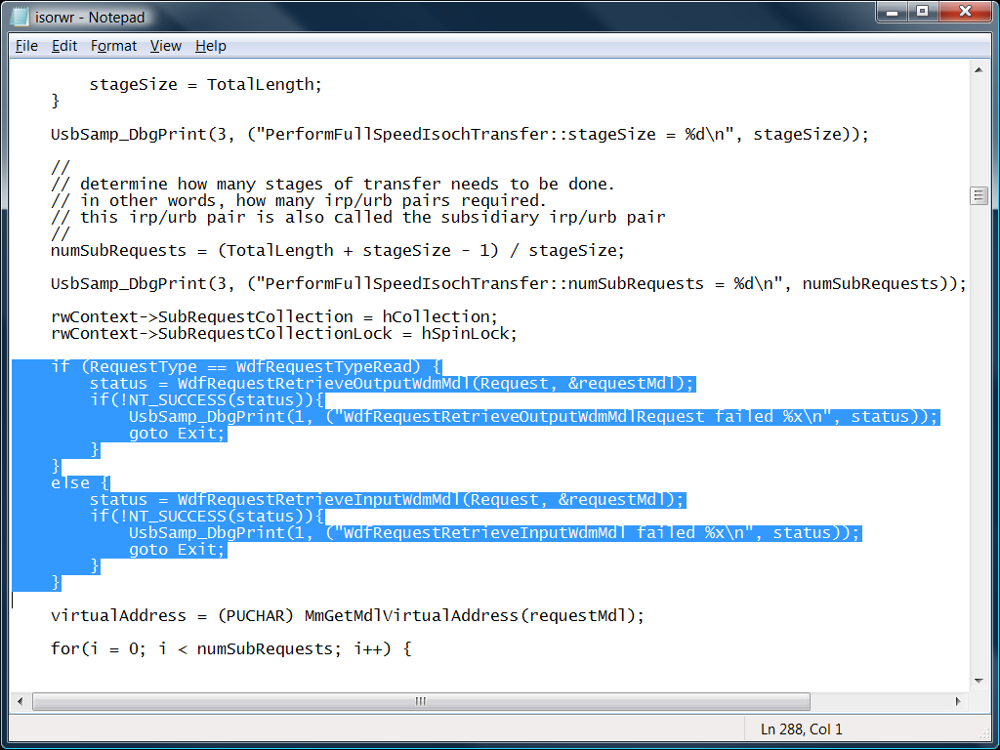 isorwr - Notepad
File Edit Format View Help
        stageSize = TotalLength;
    }
    UsbSamp_DbgPrint(3, ("PerformFullSpeedIsochTransfer::stageSize = %d\n", stageSize));
    //
    // determine how many stages of transfer needs to be done.
    // in other words, how many irp/urb pairs required.
    // this irp/urb pair is also called the subsidiary irp/urb pair
    //
    numSubRequests = (TotalLength + stageSize - 1) / stageSize;
    UsbSamp_DbgPrint(3, ("PerformFullSpeedIsochTransfer::numSubRequests = %d\n", numSubRequests));
    rwContext->SubRequestCollection = hCollection;
    rwContext->SubRequestCollectionLock = hSpinLock;
    if (RequestType == WdfRequestTypeRead) {
        status = WdfRequestRetrieveOutputWdmMdl(Request, &requestMdl);
        if(!NT_SUCCESS(status)){
            UsbSamp_DbgPrint(1, ("WdfRequestRetrieveOutputWdmMdlRequest failed %x\n", status));
            goto Exit;
        }
    }
    else {
        status = WdfRequestRetrieveInputWdmMdl(Request, &requestMdl);
        if(!NT_SUCCESS(status)){
            UsbSamp_DbgPrint(1, ("WdfRequestRetrieveInputWdmMdl failed %x\n", status));
            goto Exit;
        }
    }
    virtualAddress = (PUCHAR) MmGetMdlVirtualAddress(requestMdl);
    for(i = 0; i < numSubRequests; i++) {
Ln 288, Col 1